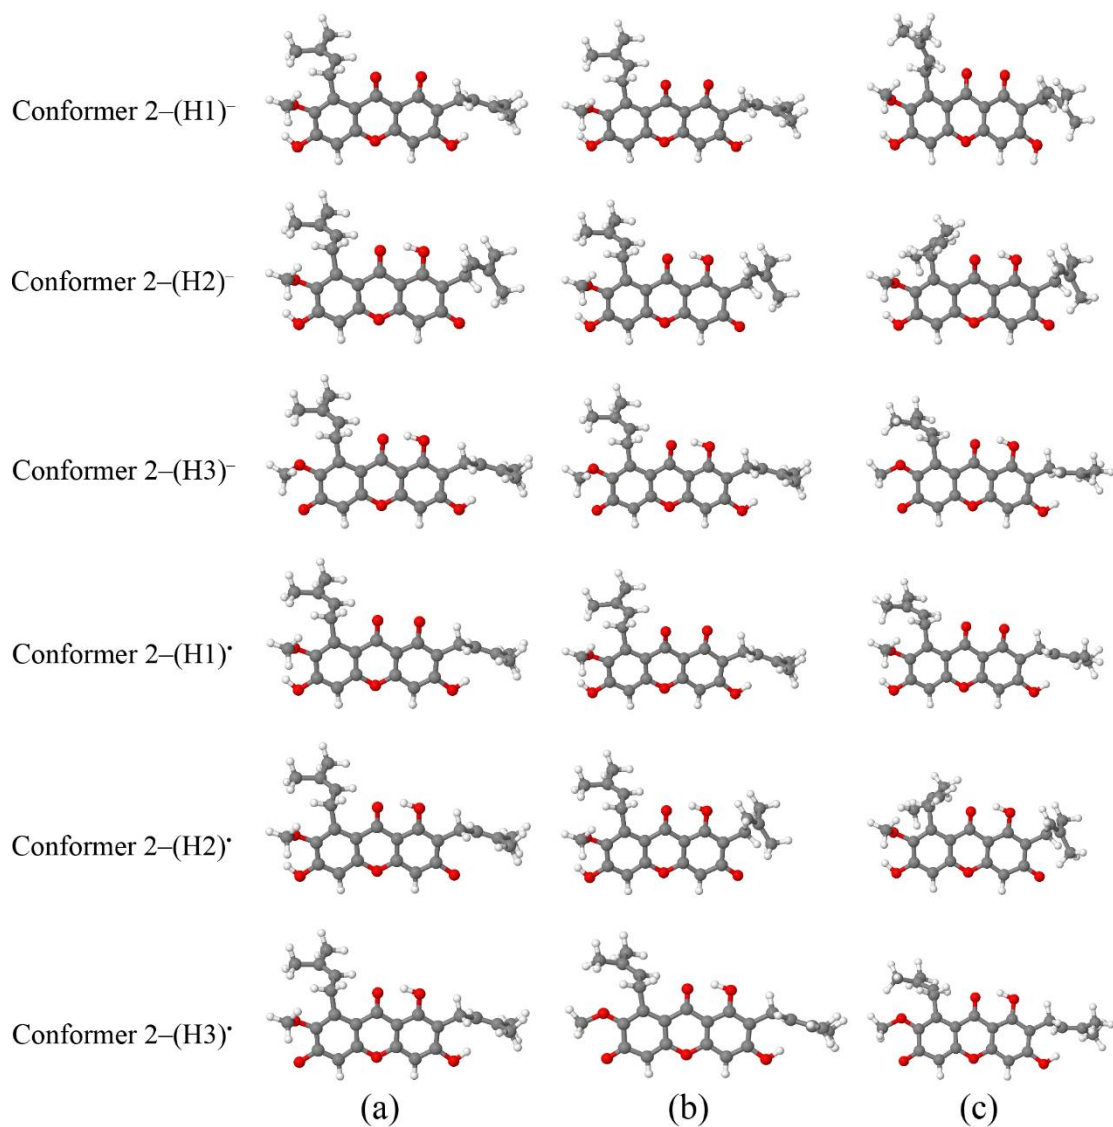 Conformer 2–(H1)⁻
Conformer 2–(H2)⁻
Conformer 2–(H3)⁻
Conformer 2–(H1)•
Conformer 2–(H2)•
Conformer 2–(H3)•
(a) (b) (c)